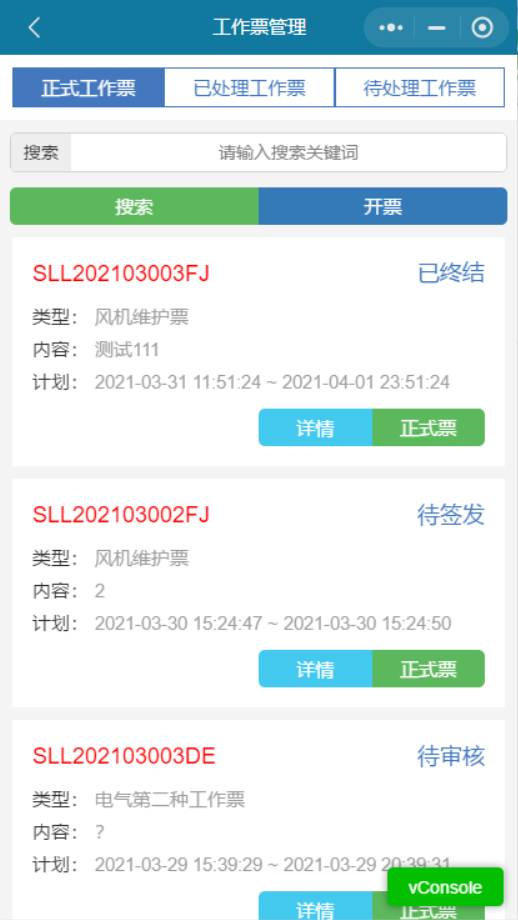 工作票管理
正式工作票 已处理工作票 待处理工作票
搜索 请输入搜索关键词
搜索 开票
SLL202103003FJ 已终结
类型： 风机维护票
内容： 测试111
计划： 2021-03-31 11:51:24 ~ 2021-04-01 23:51:24
详情 正式票
SLL202103002FJ 待签发
类型： 风机维护票
内容： 2
计划： 2021-03-30 15:24:47 ~ 2021-03-30 15:24:50
详情 正式票
SLL202103003DE 待审核
类型： 电气第二种工作票
内容： ?
计划： 2021-03-29 15:39:29 ~ 2021-03-29 20:39:31
vConsole
详情 正式票